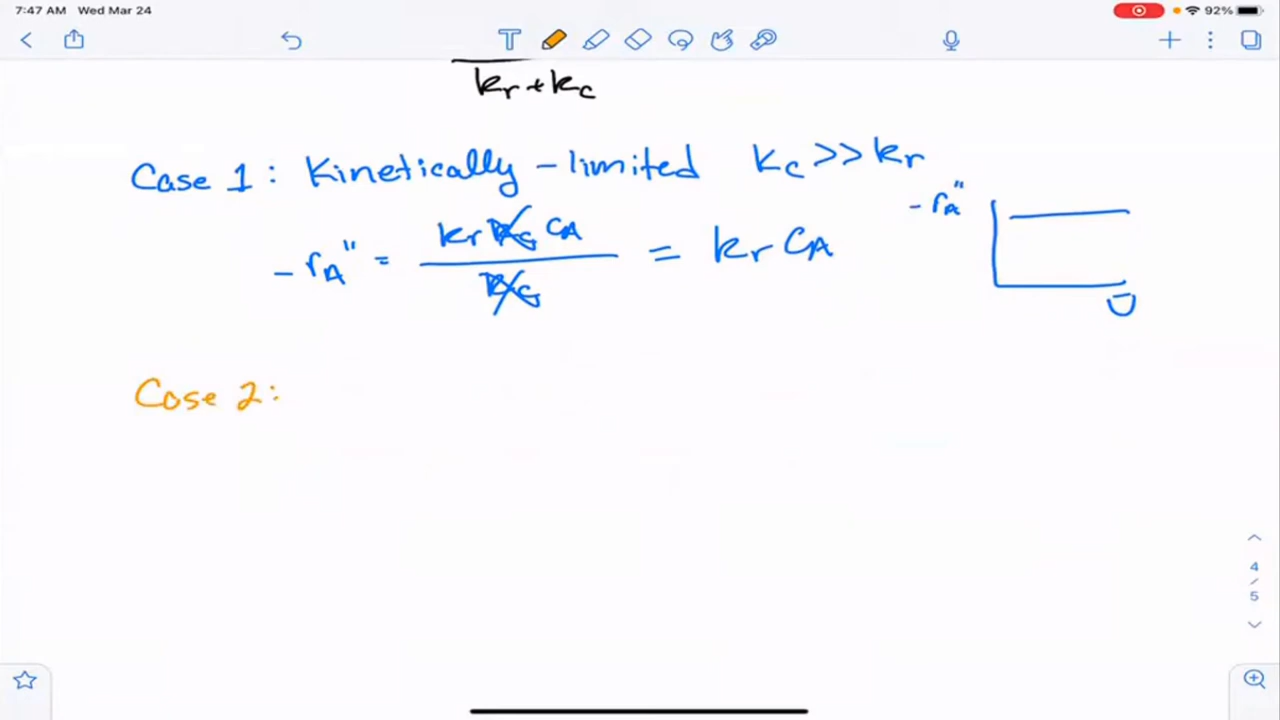 7:47 AM Wed Mar 24
92%
T
kr + kc
Case 1: Kinetically-limited kc >> kr
-rA"
-rA" = kr kc CA / kc = kr CA
U
Case 2:
4
/
5